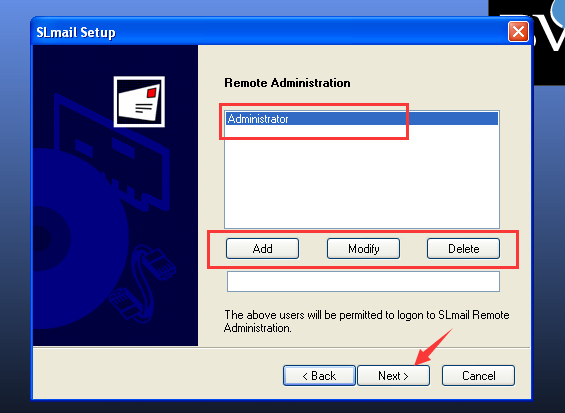 SLmail Setup
BV
Remote Administration
Administrator
Add Modify Delete
The above users will be permitted to logon to SLmail Remote
Administration.
< Back Next > Cancel